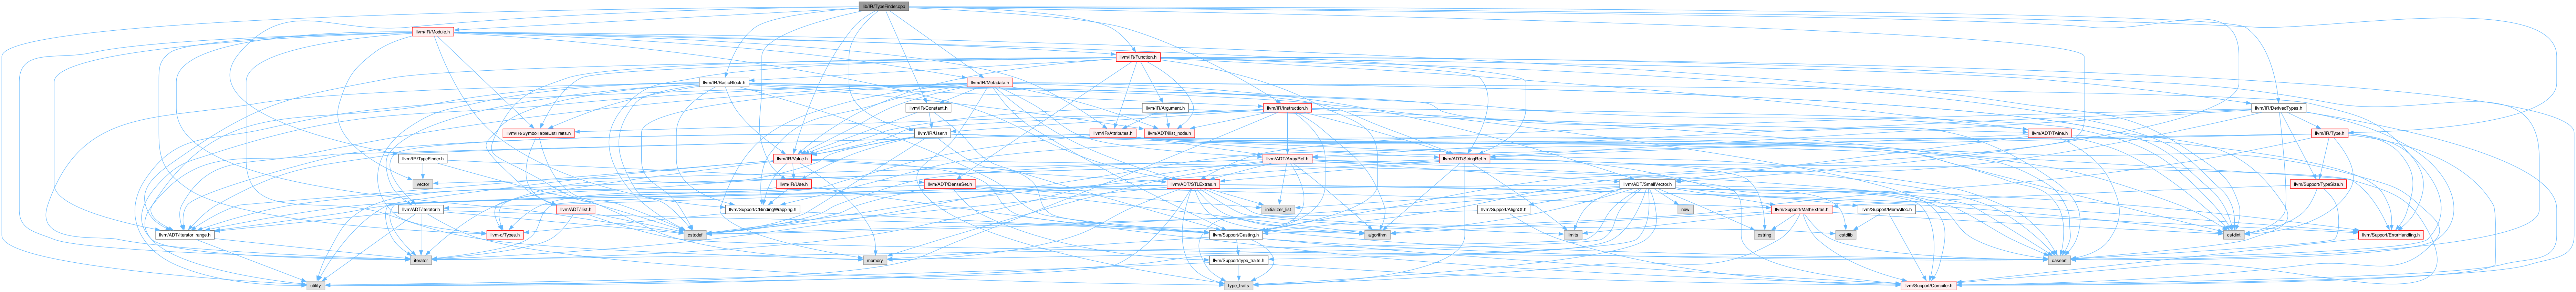 lib/IR/TypeFinder.cpp
llvm/IR/Module.h
llvm/IR/Function.h
llvm/IR/BasicBlock.h
llvm/IR/Metadata.h
llvm/IR/Constant.h
llvm/IR/Argument.h
llvm/IR/Instruction.h
llvm/IR/DerivedTypes.h
llvm/IR/SymbolTableListTraits.h
llvm/IR/User.h
llvm/IR/Attributes.h
llvm/ADT/ilist_node.h
llvm/ADT/Twine.h
llvm/IR/Type.h
llvm/IR/TypeFinder.h
llvm/IR/Value.h
llvm/ADT/ArrayRef.h
llvm/ADT/StringRef.h
vector
llvm/IR/Use.h
llvm/ADT/DenseSet.h
llvm/ADT/STLExtras.h
llvm/ADT/SmallVector.h
llvm/Support/TypeSize.h
llvm/ADT/iterator.h
llvm/ADT/ilist.h
llvm/Support/CBindingWrapping.h
initializer_list
llvm/Support/AlignOf.h
new
llvm/Support/MathExtras.h
llvm/Support/MemAlloc.h
llvm/ADT/iterator_range.h
llvm-c/Types.h
cstddef
llvm/Support/Casting.h
algorithm
limits
cstring
cstdlib
cstdint
llvm/Support/ErrorHandling.h
iterator
memory
llvm/Support/type_traits.h
cassert
utility
type_traits
llvm/Support/Compiler.h